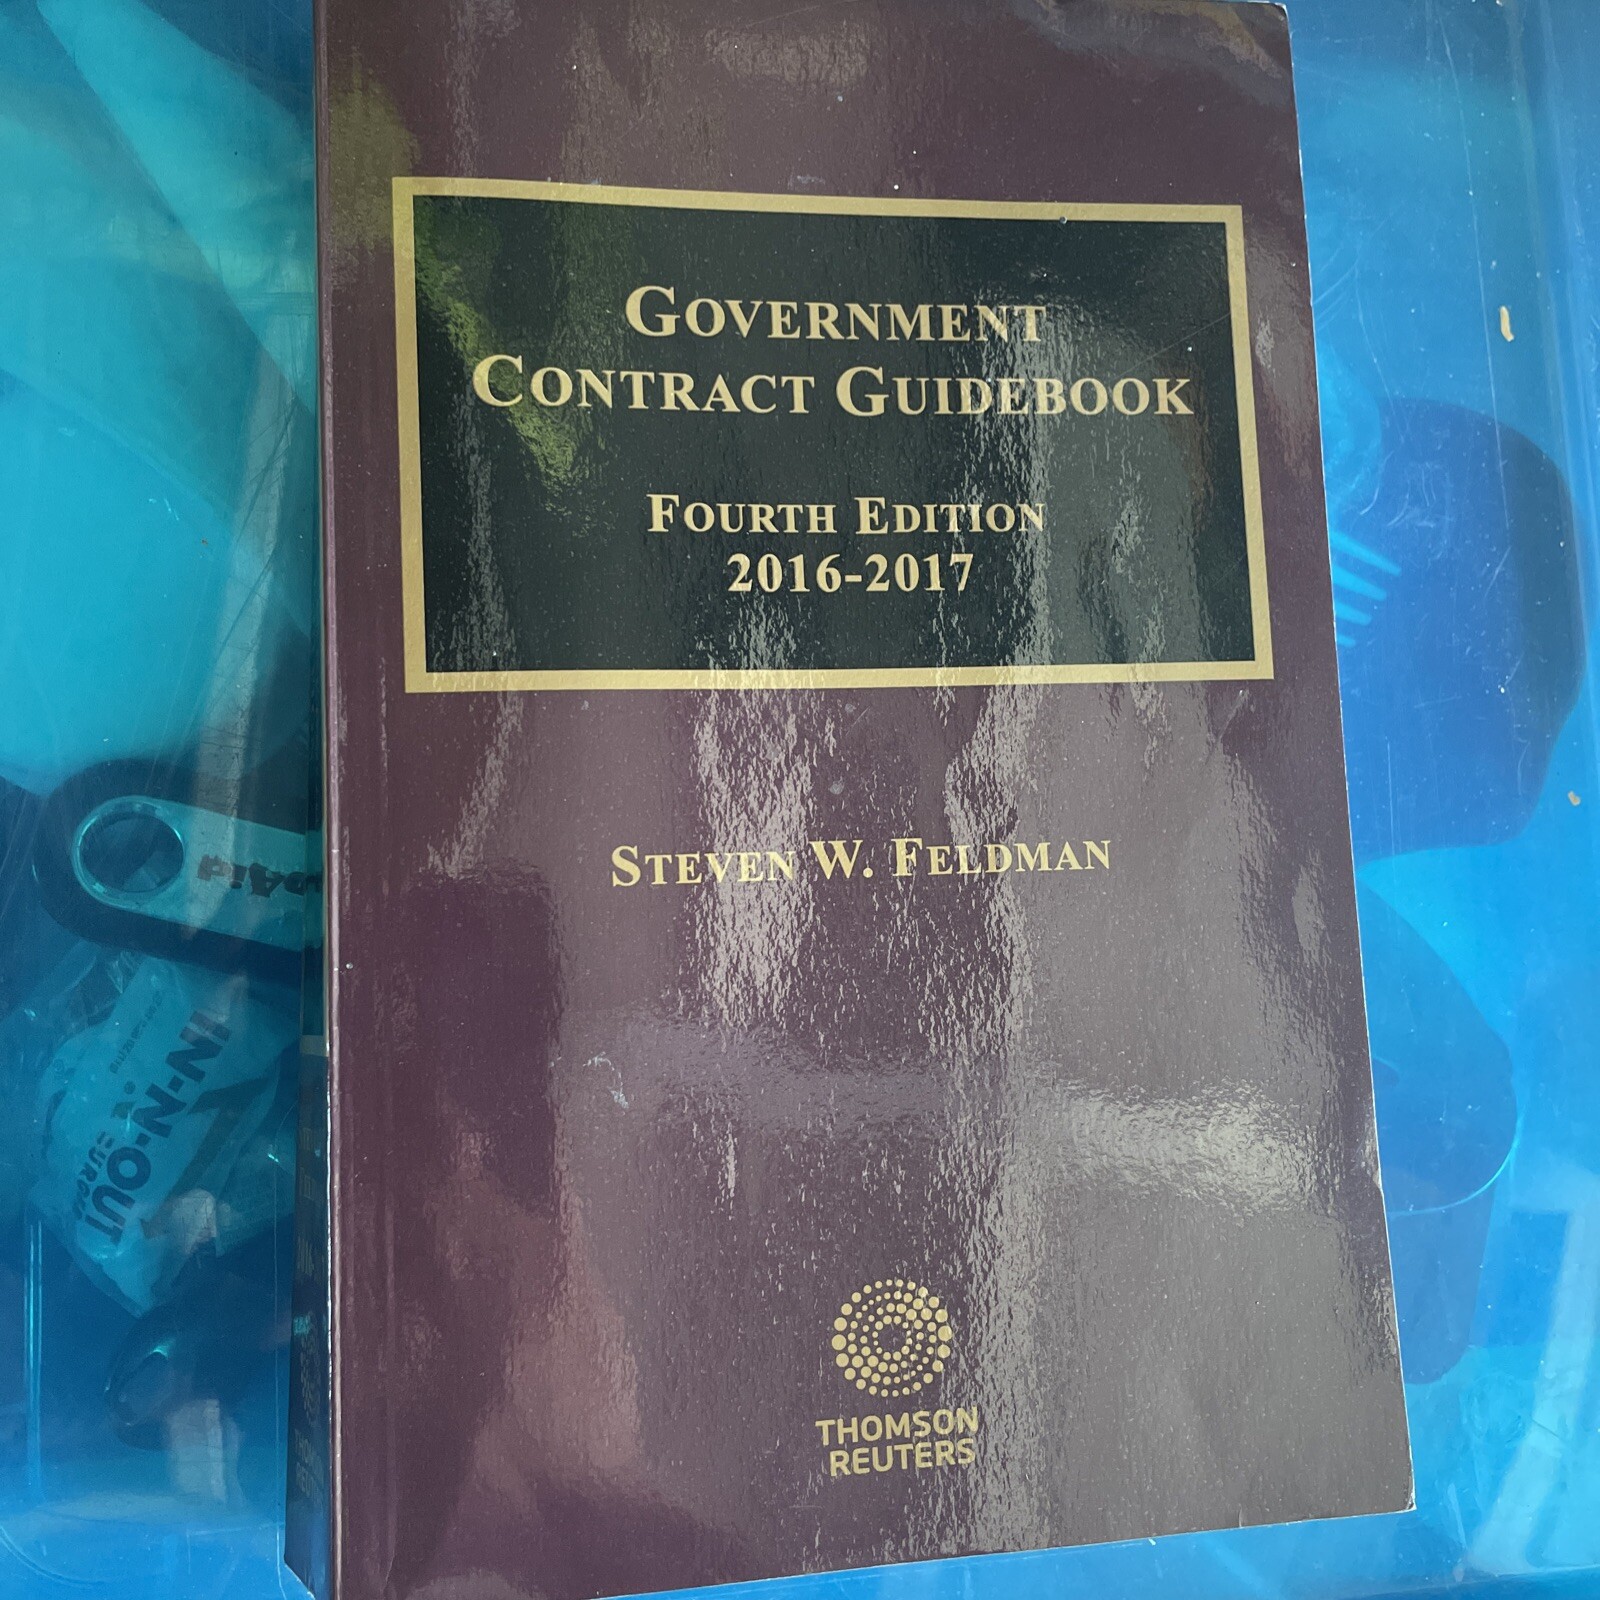 GOVERNMENT
CONTRACT GUIDEBOOK
FOURTH EDITION
2016-2017
STEVEN W. FELDMAN
THOMSON
REUTERS
IN-N-OUT